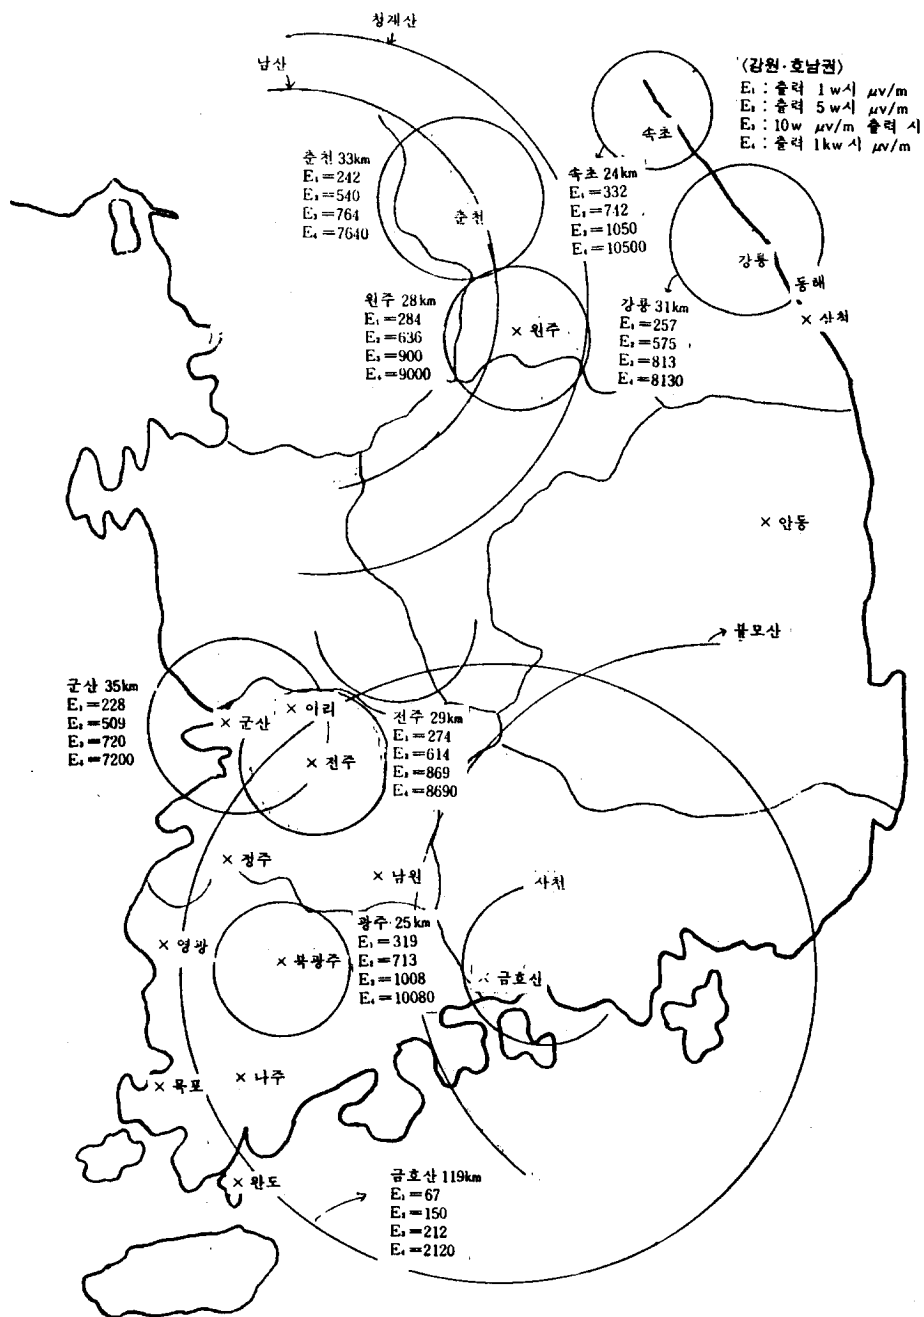 청계산
남산
〈강원·호남권〉
E₁ : 출력 1w시 μv/m
E₂ : 출력 5w시 μv/m
E₃ : 10w μv/m 출력 시
E₄ : 출력 1kw시 μv/m
속초
춘천 33km
E₁=242
E₂=540
E₃=764
E₄=7640
춘천
속초 24km
E₁=332
E₂=742
E₃=1050
E₄=10500
강릉
동해
× 삼척
원주 28km
E₁=284
E₂=636
E₃=900
E₄=9000
× 원주
강릉 31km
E₁=257
E₂=575
E₃=813
E₄=8130
× 안동
불모산
군산 35km
E₁=228
E₂=509
E₃=720
E₄=7200
× 군산
× 이리
× 전주
전주 29km
E₁=274
E₂=614
E₃=869
E₄=8690
× 정주
× 남원
사천
× 영광
× 북광주
광주 25km
E₁=319
E₂=713
E₃=1008
E₄=10080
× 금호산
× 목포
× 나주
× 완도
금호산 119km
E₁=67
E₂=150
E₃=212
E₄=2120